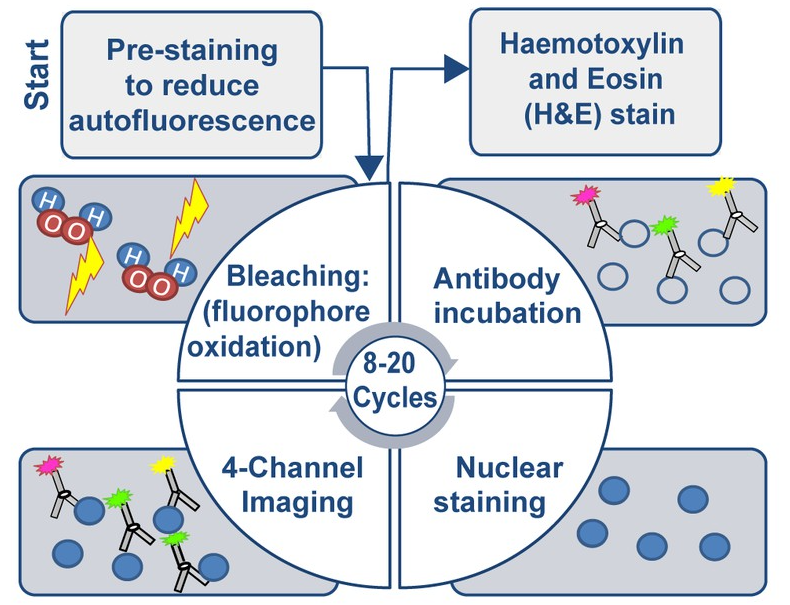 Start
Pre-staining
to reduce
autofluorescence
Haemotoxylin
and Eosin
(H&E) stain
H
H
O
O
H
H
O
O
Bleaching:
(fluorophore
oxidation)
Antibody
incubation
8-20
Cycles
4-Channel
Imaging
Nuclear
staining